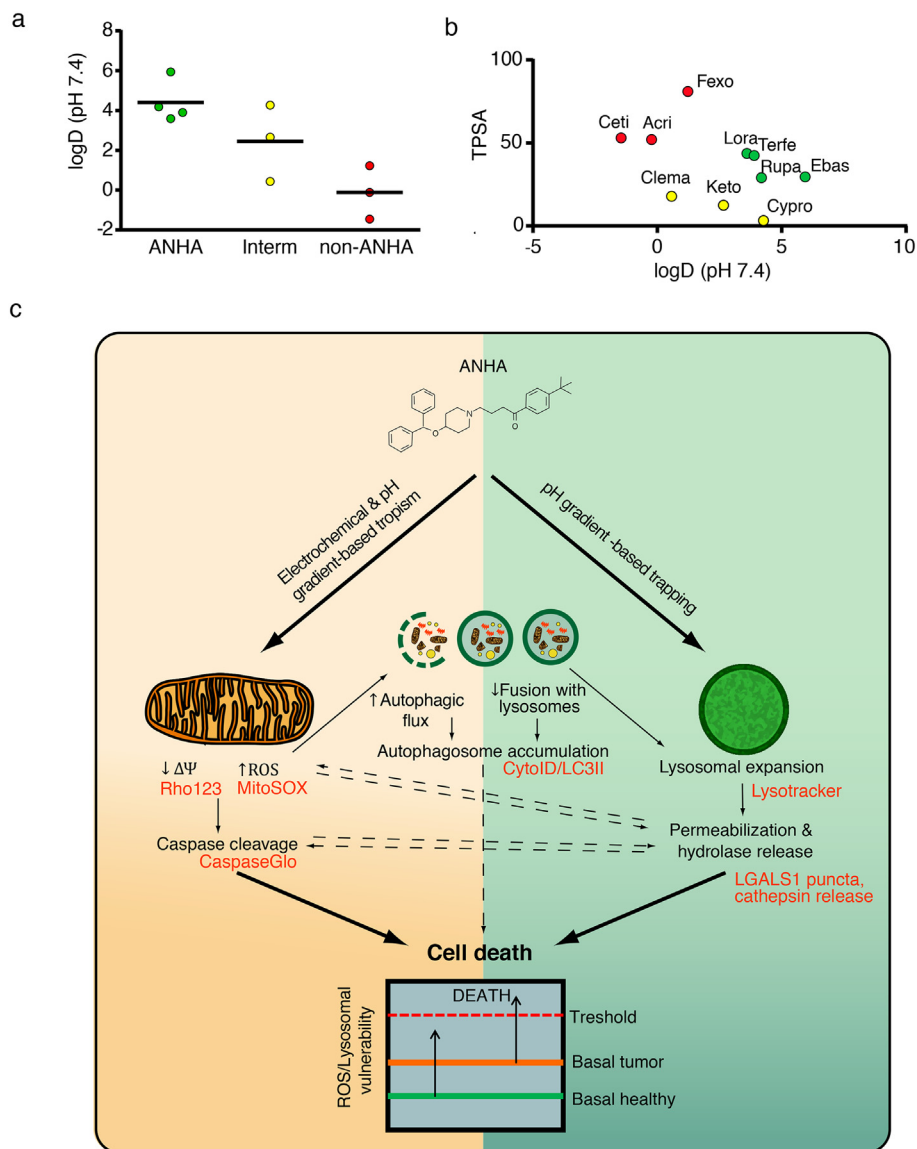 a
8
6
4
2
0
-2
logD (pH 7.4)
ANHA
Interm
non-ANHA
b
100
50
0
TPSA
Fexo
Ceti
Acri
Lora
Terfe
Rupa
Ebas
Clema
Keto
Cypro
-5
0
5
10
logD (pH 7.4)
c
ANHA
N
O
O
Electrochemical & pH
gradient-based tropism
pH gradient -based trapping
↑Autophagic
flux
↓Fusion with
lysosomes
Autophagosome accumulation
CytoID/LC3II
↓ΔΨ
Rho123
↑ROS
MitoSOX
Lysosomal expansion
Lysotracker
Caspase cleavage
CaspaseGlo
Permeabilization &
hydrolase release
LGALS1 puncta,
cathepsin release
Cell death
ROS/Lysosomal
vulnerability
DEATH
Treshold
Basal tumor
Basal healthy